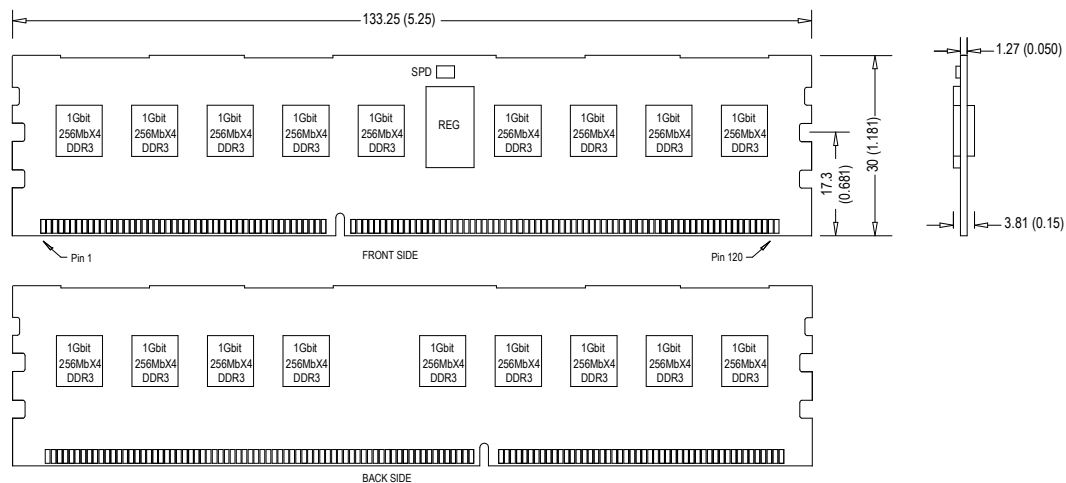 133.25 (5.25)
1.27 (0.050)
SPD
1Gbit
256MbX4
DDR3
1Gbit
256MbX4
DDR3
1Gbit
256MbX4
DDR3
1Gbit
256MbX4
DDR3
1Gbit
256MbX4
DDR3
REG
1Gbit
256MbX4
DDR3
1Gbit
256MbX4
DDR3
1Gbit
256MbX4
DDR3
1Gbit
256MbX4
DDR3
17.3
(0.681)
30 (1.181)
3.81 (0.15)
Pin 1
FRONT SIDE
Pin 120
1Gbit
256MbX4
DDR3
1Gbit
256MbX4
DDR3
1Gbit
256MbX4
DDR3
1Gbit
256MbX4
DDR3
1Gbit
256MbX4
DDR3
1Gbit
256MbX4
DDR3
1Gbit
256MbX4
DDR3
1Gbit
256MbX4
DDR3
1Gbit
256MbX4
DDR3
BACK SIDE